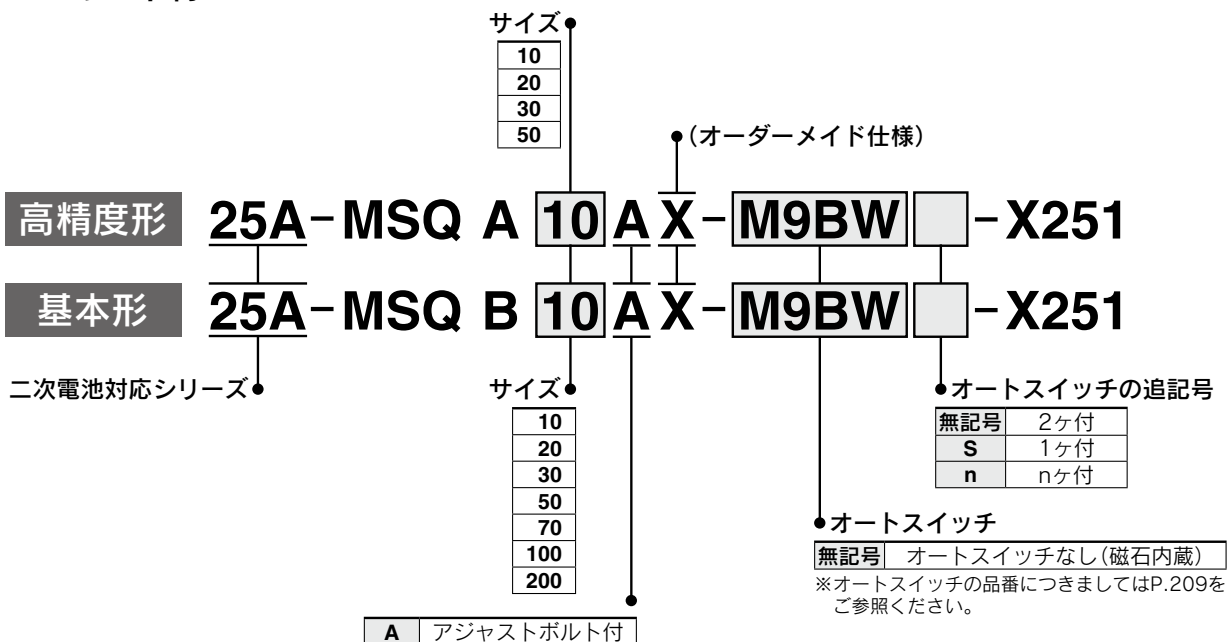 サイズ
10
20
30
50
(オーダーメイド仕様)
高精度形 25A-MSQ A 10 A X-M9BW -X251
基本形 25A-MSQ B 10 A X-M9BW -X251
二次電池対応シリーズ
サイズ
10
20
30
50
70
100
200
オートスイッチの追記号
無記号 2ヶ付
S 1ヶ付
n nヶ付
オートスイッチ
無記号 オートスイッチなし(磁石内蔵)
※オートスイッチの品番につきましてはP.209を
ご参照ください。
A アジャストボルト付